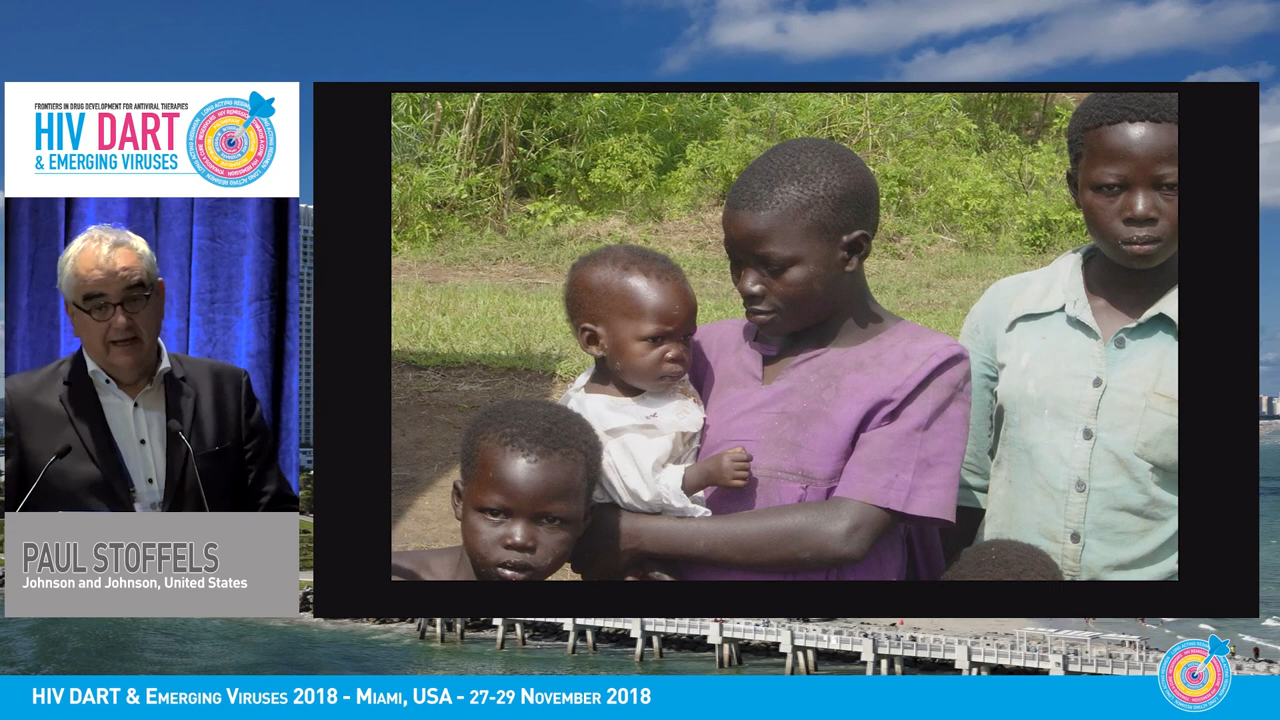 FRONTIERS IN DRUG DEVELOPMENT FOR ANTIVIRAL THERAPIES
HIV DART
& EMERGING VIRUSES
PAUL STOFFELS
Johnson and Johnson, United States
HIV DART & EMERGING VIRUSES 2018 - MIAMI, USA - 27-29 NOVEMBER 2018